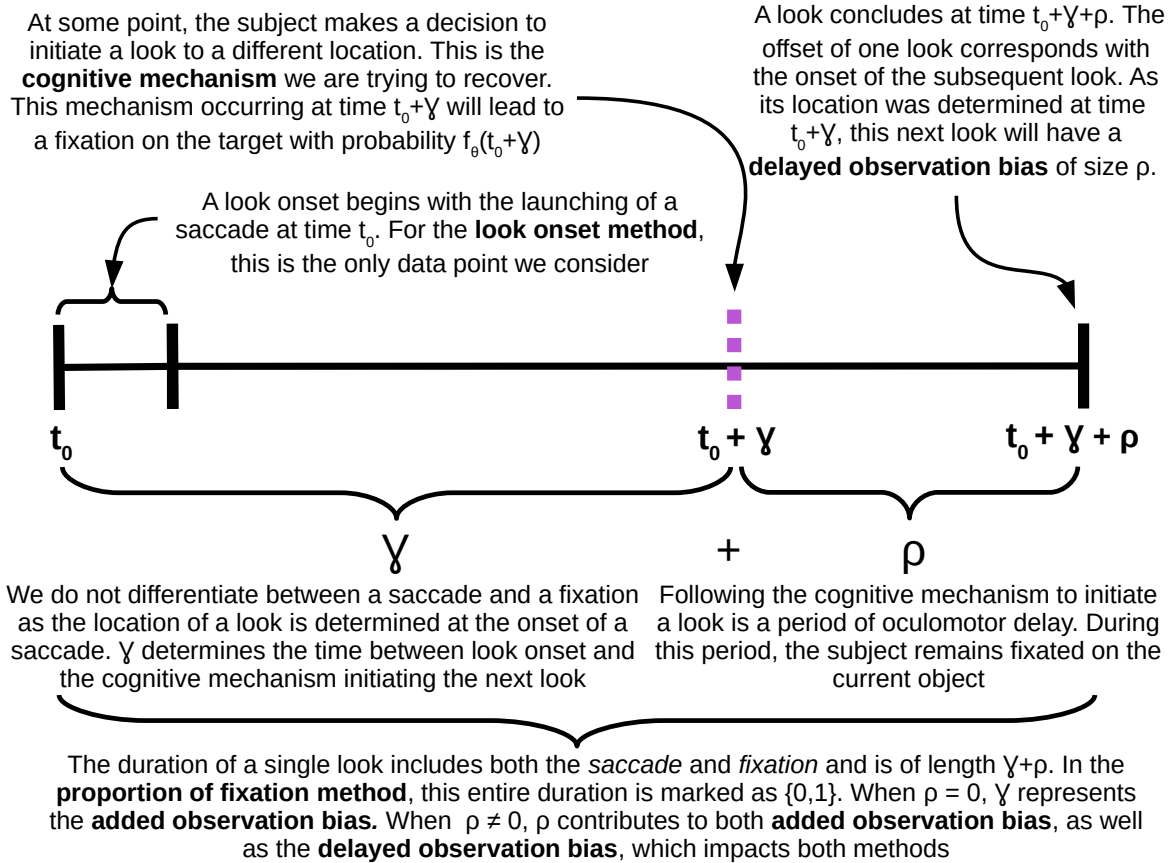 At some point, the subject makes a decision to
initiate a look to a different location. This is the
cognitive mechanism we are trying to recover.
This mechanism occurring at time t₀+Ɣ will lead to
a fixation on the target with probability fθ(t₀+Ɣ)
A look concludes at time t₀+Ɣ+ρ. The
offset of one look corresponds with
the onset of the subsequent look. As
its location was determined at time
t₀+Ɣ, this next look will have a
delayed observation bias of size ρ.
A look onset begins with the launching of a
saccade at time t₀. For the look onset method,
this is the only data point we consider
t₀
t₀ + Ɣ
t₀ + Ɣ + ρ
Ɣ
+
ρ
We do not differentiate between a saccade and a fixation
as the location of a look is determined at the onset of a
saccade. Ɣ determines the time between look onset and
the cognitive mechanism initiating the next look
Following the cognitive mechanism to initiate
a look is a period of oculomotor delay. During
this period, the subject remains fixated on the
current object
The duration of a single look includes both the saccade and fixation and is of length Ɣ+ρ. In the
proportion of fixation method, this entire duration is marked as {0,1}. When ρ = 0, Ɣ represents
the added observation bias. When ρ ≠ 0, ρ contributes to both added observation bias, as well
as the delayed observation bias, which impacts both methods